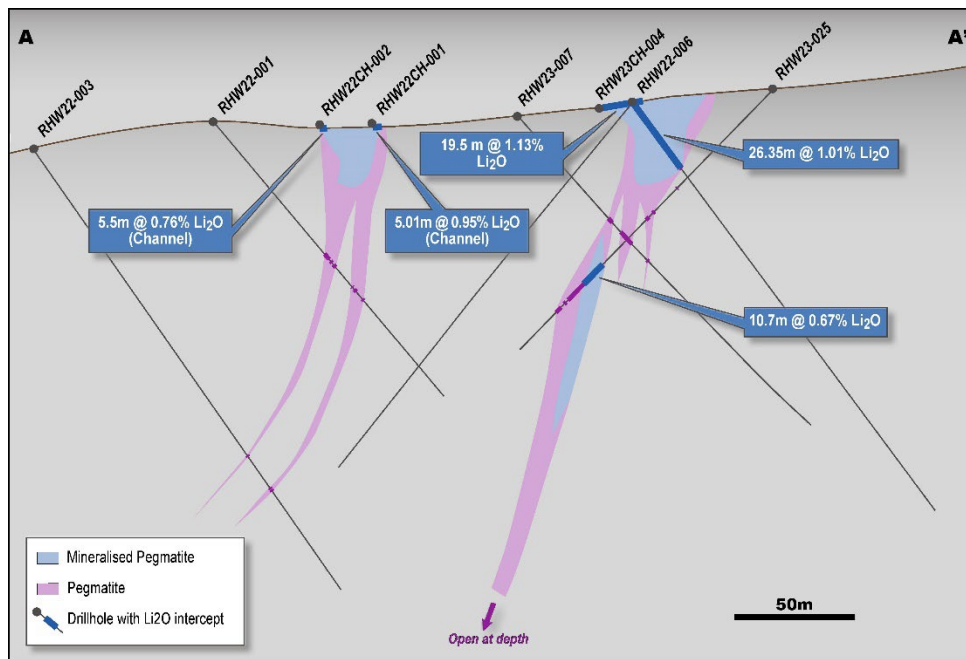 A
A'
RHW22-003
RHW22-001
RHW22CH-002
RHW22CH-001
RHW23-007
RHW23CH-004
RHW22-006
RHW23-025
19.5 m @ 1.13%
Li2O
26.35m @ 1.01% Li2O
5.5m @ 0.76% Li2O
(Channel)
5.01m @ 0.95% Li2O
(Channel)
10.7m @ 0.67% Li2O
Mineralised Pegmatite
Pegmatite
Drillhole with Li2O intercept
Open at depth
50m